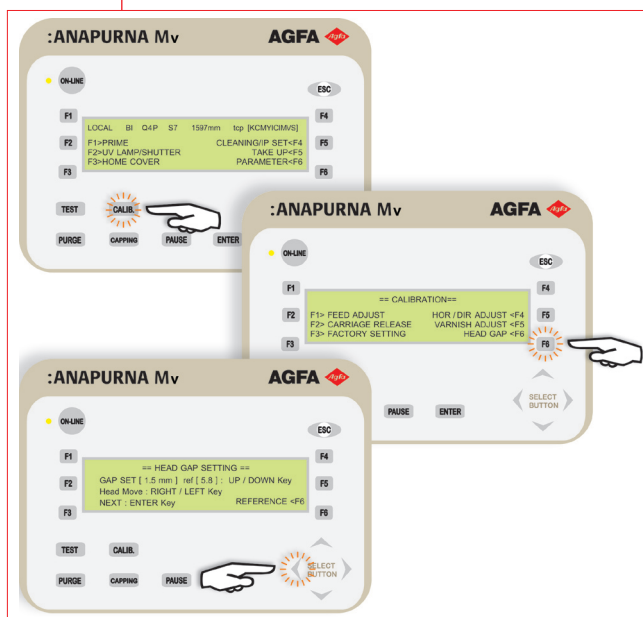 :ANAPURNA Mv AGFA Agfa
ON-LINE
ESC
F1 F4
LOCAL BI Q4P S7 1597mm tcp [KCMYlClMVS]
F1>PRIME CLEANING/IP SET<F4
F2 F5
F2>UV LAMP/SHUTTER TAKE UP<F5
F3>HOME COVER PARAMETER<F6
F3 F6
TEST CALIB.
PURGE CAPPING PAUSE ENTER
:ANAPURNA Mv AGFA Agfa
ON-LINE
ESC
F1 F4
== CALIBRATION==
F1> FEED ADJUST HOR / DIR ADJUST <F4
F2 F5
F2> CARRIAGE RELEASE VARNISH ADJUST <F5
F3> FACTORY SETTING HEAD GAP <F6
F3 F6
SELECT
BUTTON
PAUSE ENTER
:ANAPURNA Mv AGFA Agfa
ON-LINE
ESC
F1 F4
== HEAD GAP SETTING ==
GAP SET [ 1.5 mm ] ref [ 5.8 ] : UP / DOWN Key
F2 F5
Head Move : RIGHT / LEFT Key
NEXT : ENTER Key REFERENCE <F6
F3 F6
TEST CALIB.
SELECT
BUTTON
PURGE CAPPING PAUSE